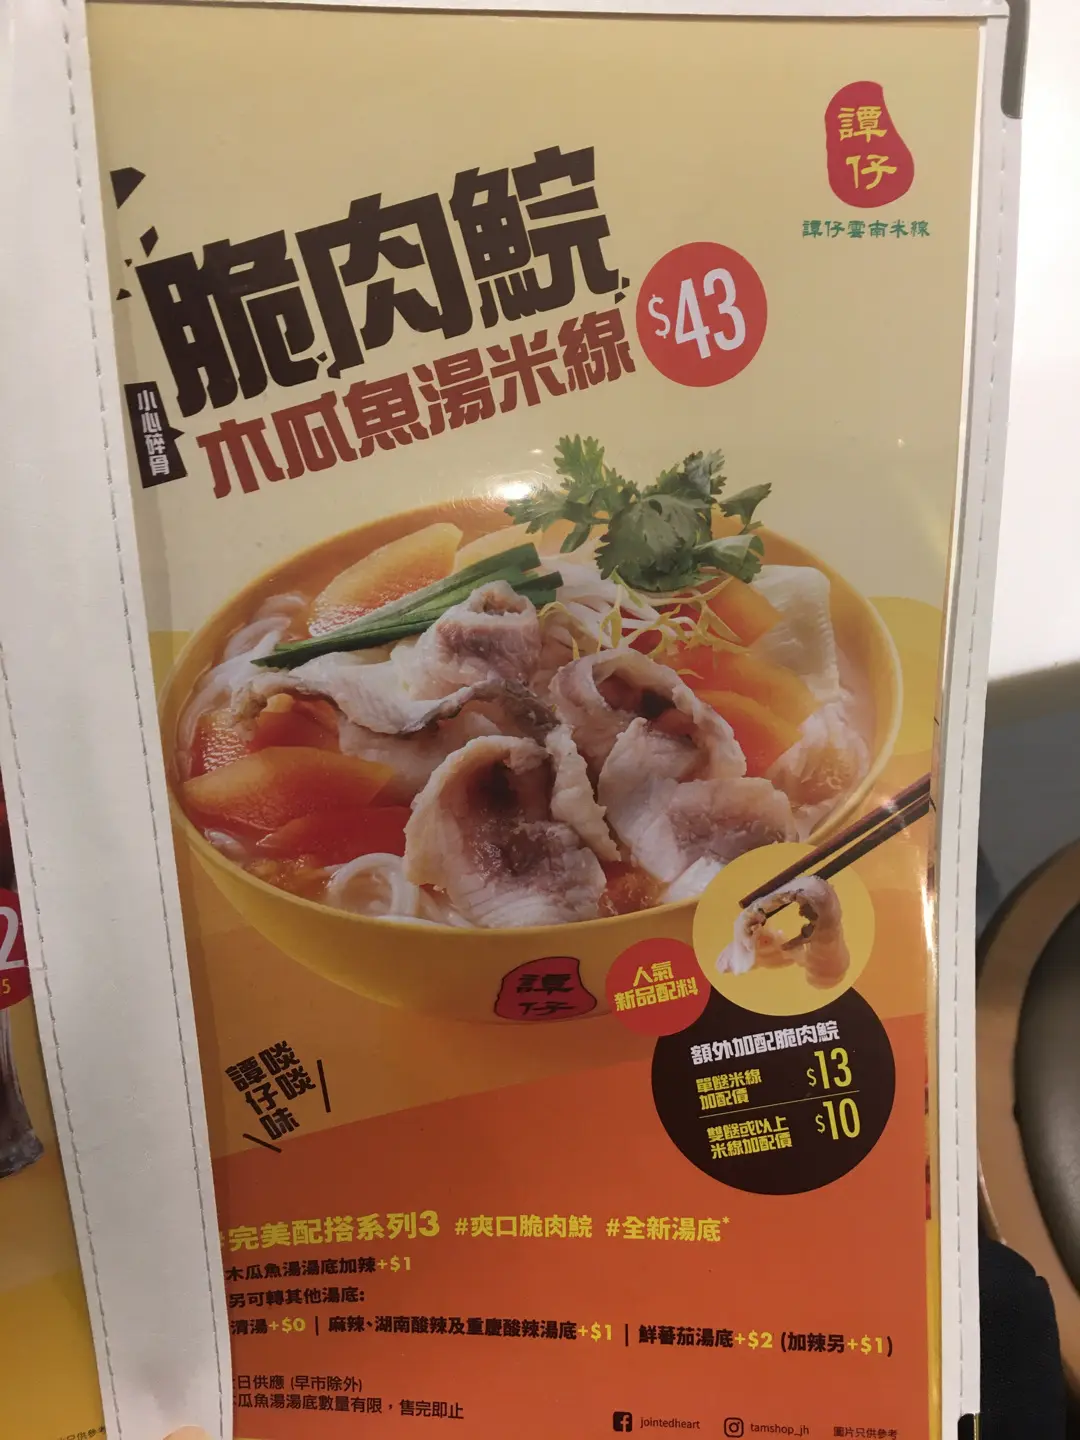 譚
仔
譚仔雲南米線
脆肉鯇
$43
木瓜魚湯米線
小心碎骨
譚
仔
人氣
新品配料
額外加配脆肉鯇
單餸米線
加配價
$13
雙餸或以上
米線加配價
$10
啖啖
譚仔味
#完美配搭系列3 #爽口脆肉鯇 #全新湯底*
木瓜魚湯湯底加辣+$1
另可轉其他湯底:
清湯+$0 | 麻辣、湖南酸辣及重慶酸辣湯底+$1 | 鮮蕃茄湯底+$2 (加辣另+$1)
日供應 (早市除外)
瓜魚湯湯底數量有限，售完即止
jointedheart
tamshop_jh
圖片只供參考
2
5
只供參考